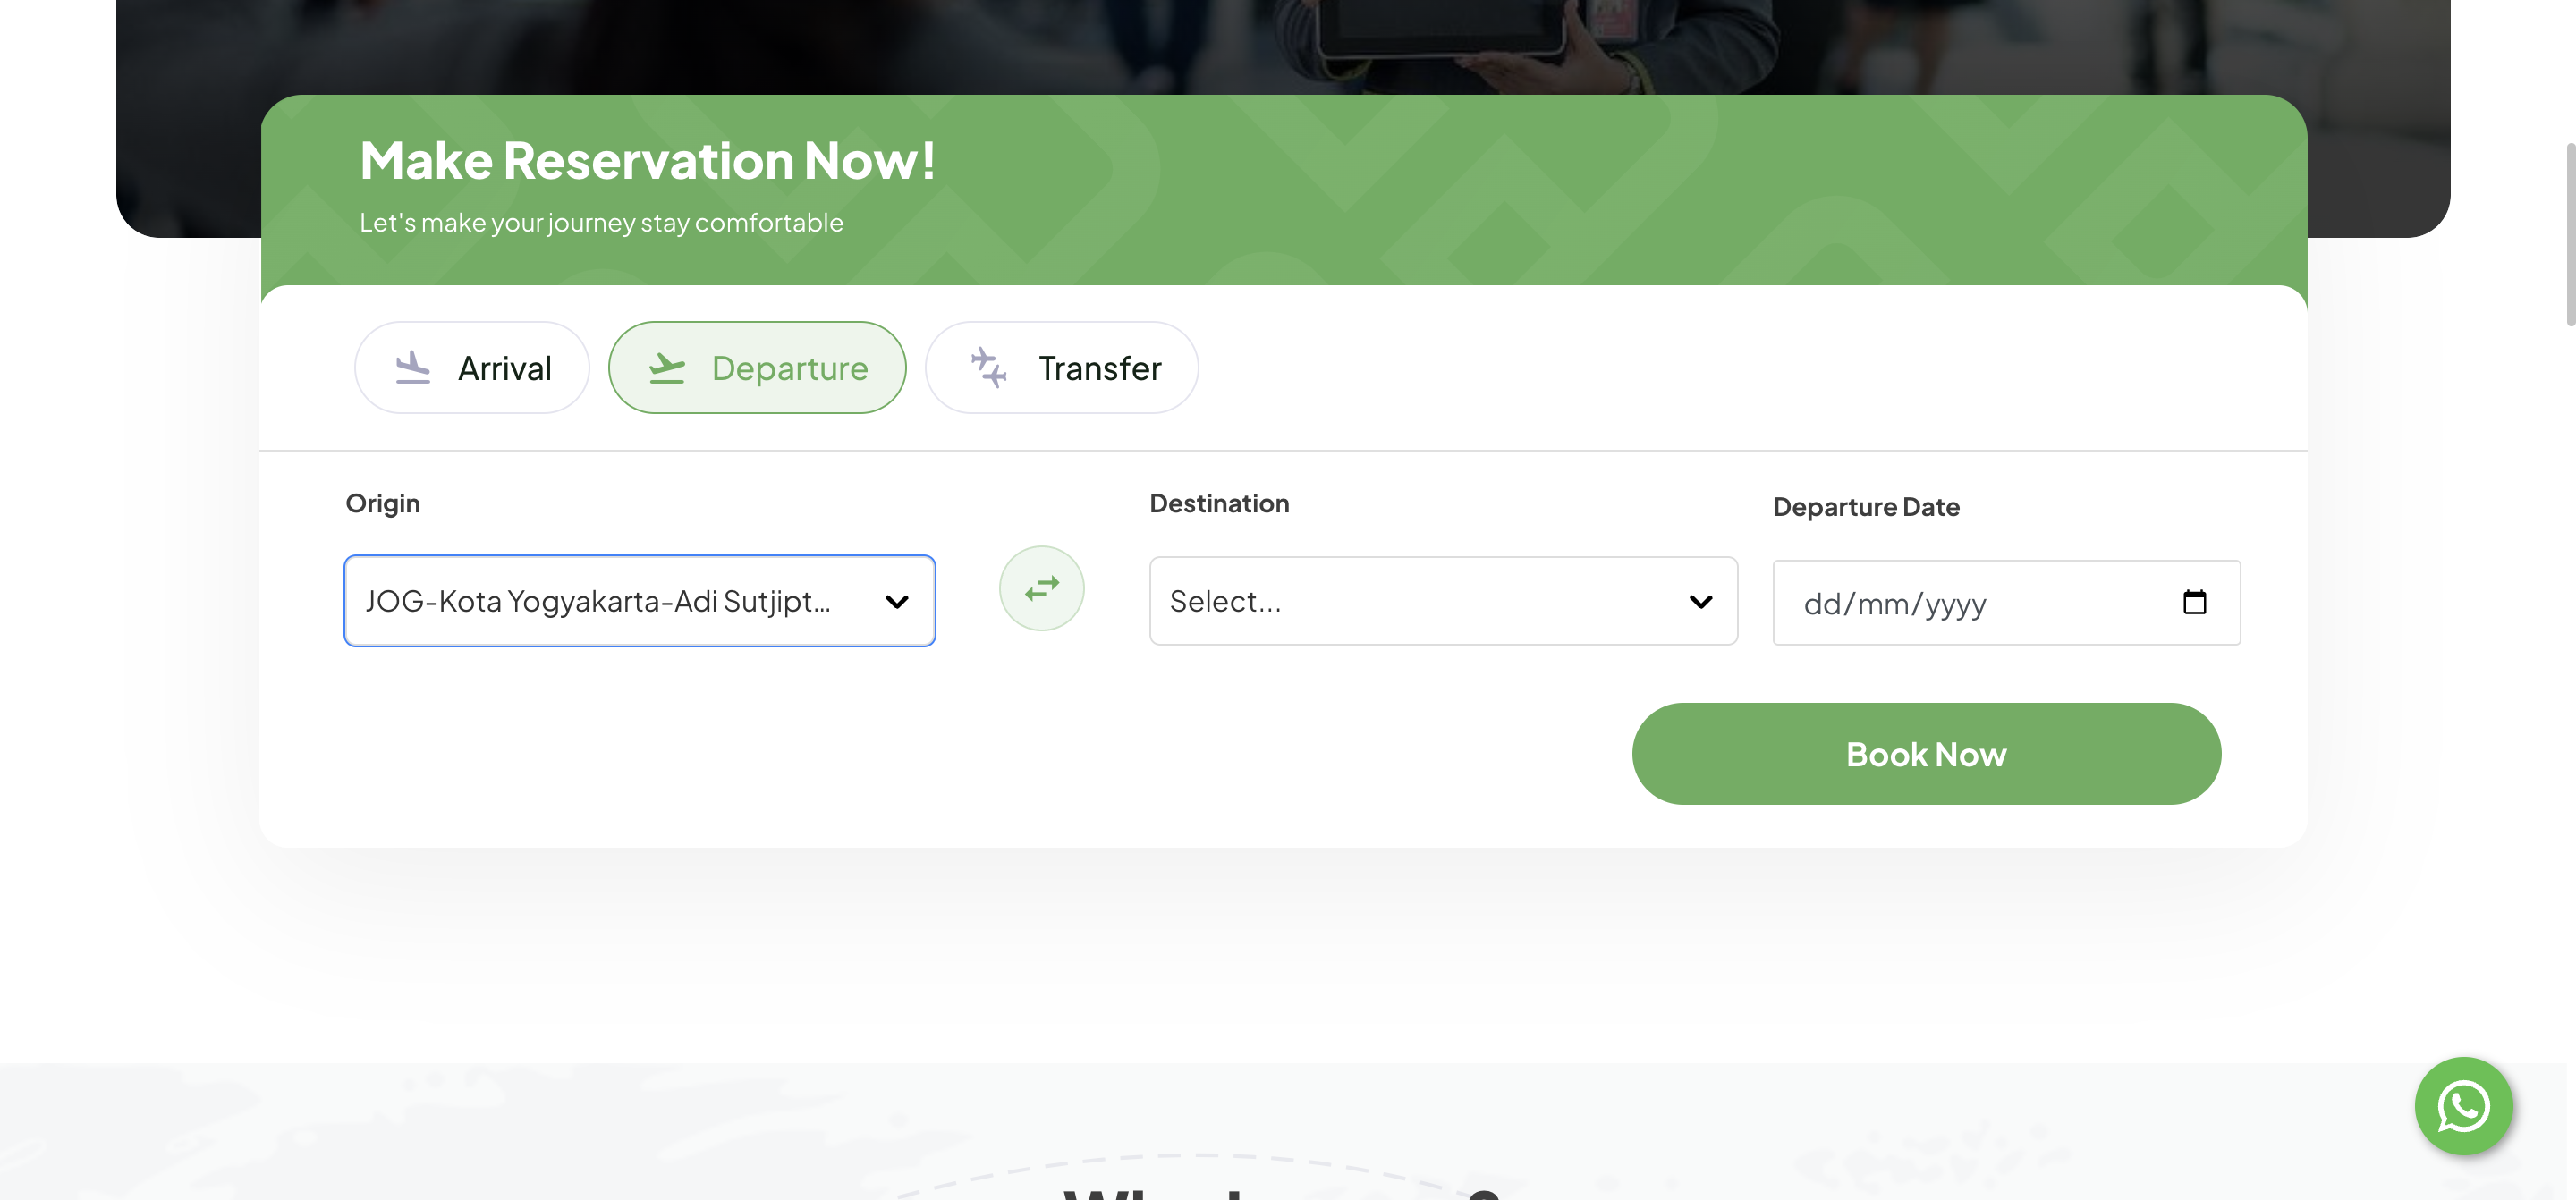 Make Reservation Now!
Let's make your journey stay comfortable
Arrival
Departure
Transfer
Origin
Destination
Departure Date
JOG-Kota Yogyakarta-Adi Sutjipt...
Select...
dd/mm/yyyy
Book Now